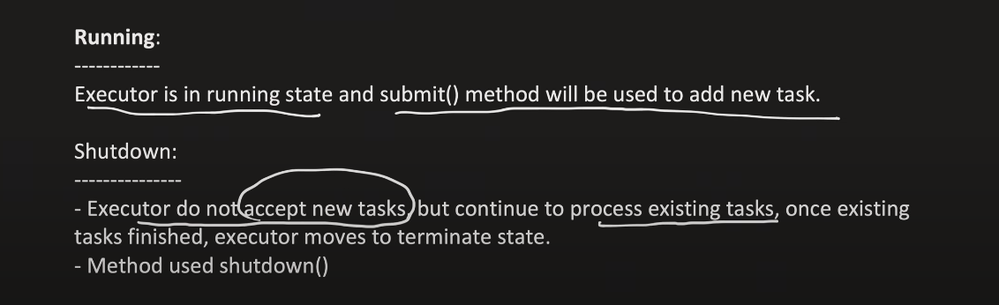 Running:
------------
Executor is in running state and submit() method will be used to add new task.
Shutdown:
---------------
- Executor do not accept new tasks, but continue to process existing tasks, once existing
tasks finished, executor moves to terminate state.
- Method used shutdown()